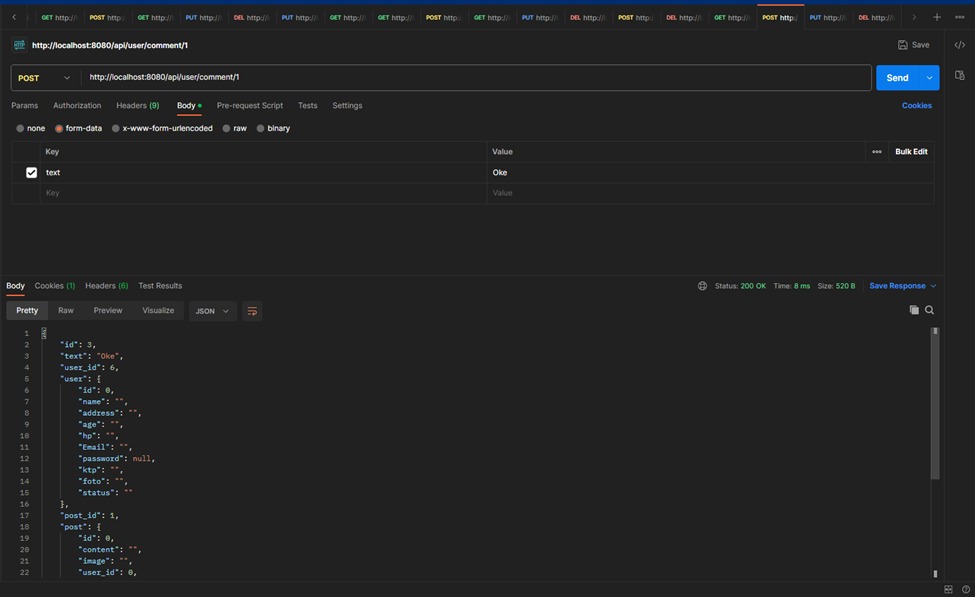 GET http:// POST http: GET http:// PUT http:// DEL http:// PUT http:// GET http:// GET http:// POST http: GET http:// PUT http:// DEL http:// POST http: DEL http:// GET http:// POST http: PUT http:// DEL http://
http://localhost:8080/api/user/comment/1 Save
POST http://localhost:8080/api/user/comment/1 Send
Params Authorization Headers (9) Body Pre-request Script Tests Settings Cookies
none form-data x-www-form-urlencoded raw binary
Key Value Bulk Edit
text Oke
Key Value
Body Cookies (1) Headers (6) Test Results Status: 200 OK Time: 8 ms Size: 520 B Save Response
Pretty Raw Preview Visualize JSON
1 {
2 "id": 3,
3 "text": "Oke",
4 "user_id": 6,
5 "user": {
6 "id": 0,
7 "name": "",
8 "address": "",
9 "age": "",
10 "hp": "",
11 "Email": "",
12 "password": null,
13 "ktp": "",
14 "foto": "",
15 "status": ""
16 },
17 "post_id": 1,
18 "post": {
19 "id": 0,
20 "content": "",
21 "image": "",
22 "user_id": 0,